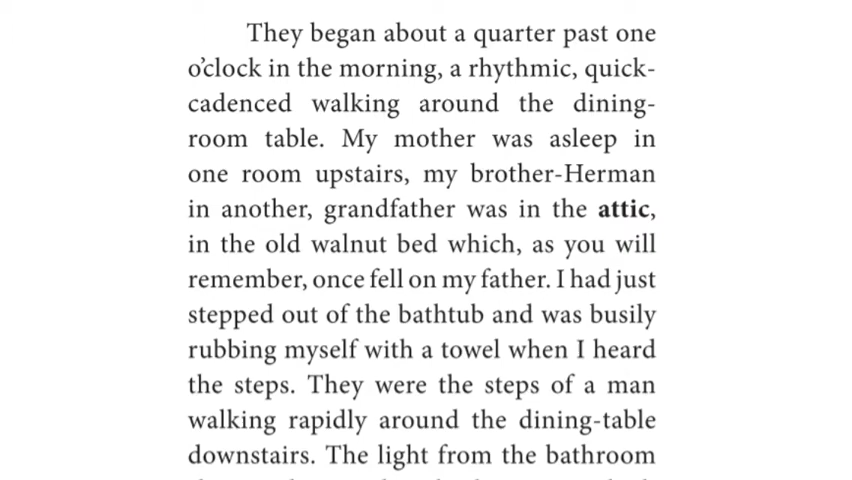 They began about a quarter past one
o'clock in the morning, a rhythmic, quick-
cadenced walking around the dining-
room table. My mother was asleep in
one room upstairs, my brother-Herman
in another, grandfather was in the attic,
in the old walnut bed which, as you will
remember, once fell on my father. I had just
stepped out of the bathtub and was busily
rubbing myself with a towel when I heard
the steps. They were the steps of a man
walking rapidly around the dining-table
downstairs. The light from the bathroom